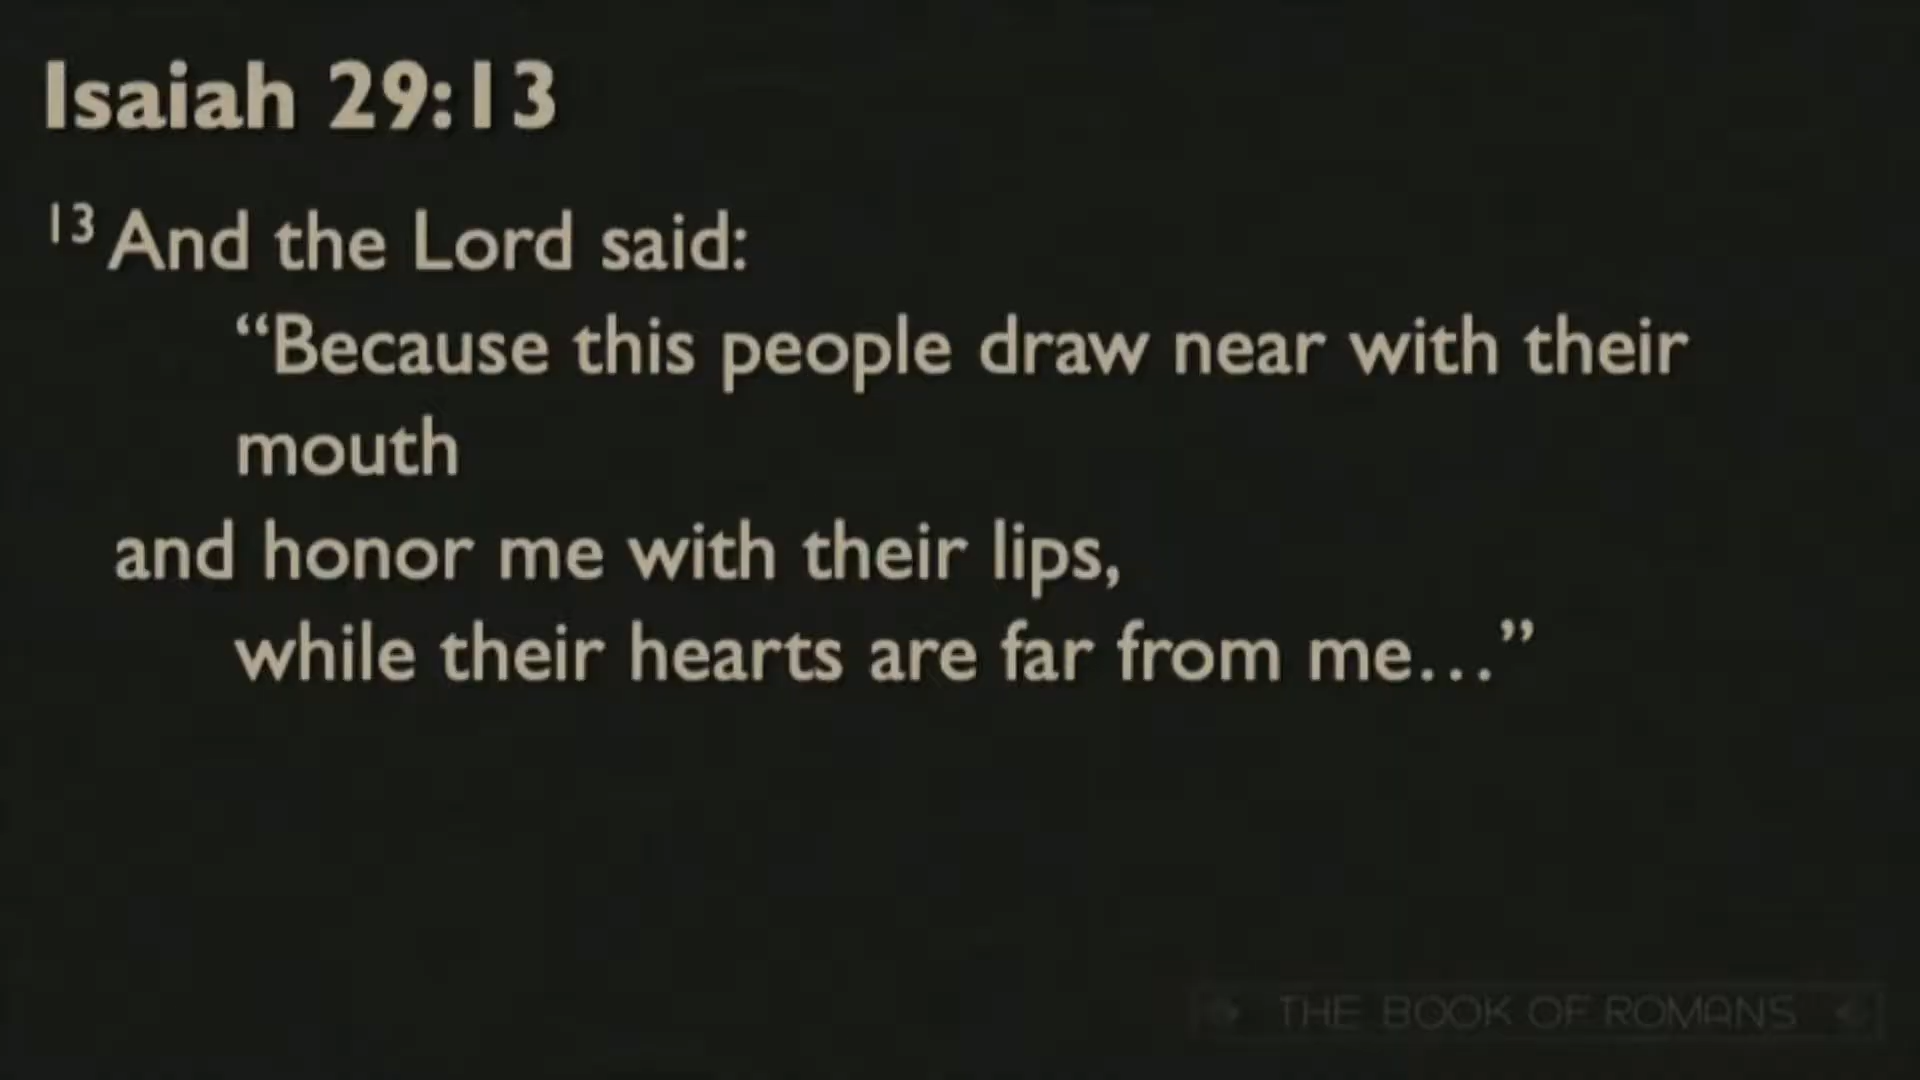 Isaiah 29:13
13 And the Lord said:
“Because this people draw near with their
mouth
and honor me with their lips,
while their hearts are far from me…”
THE BOOK OF ROMANS